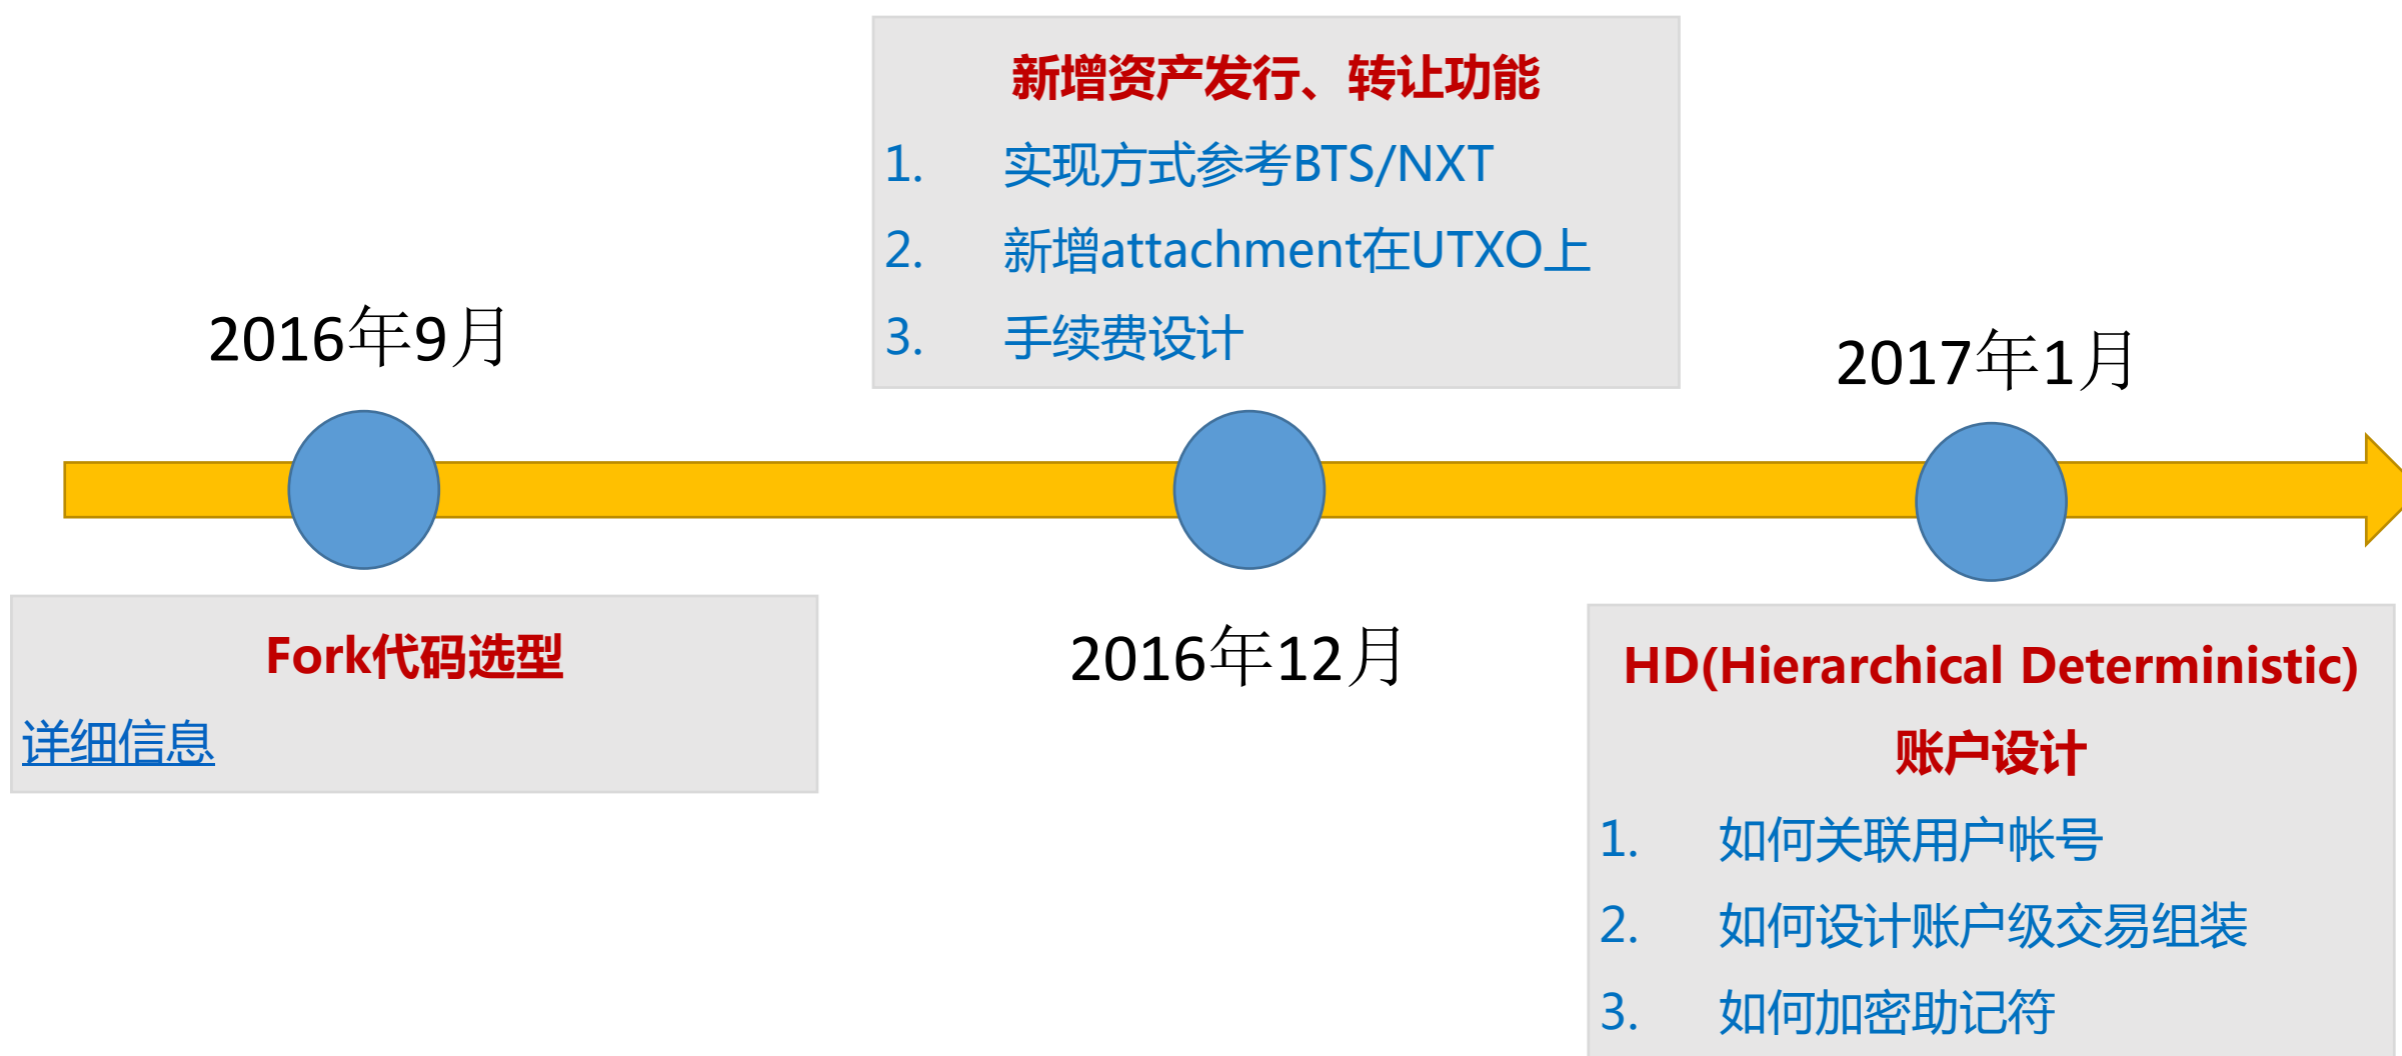 2016年9月
Fork代码选型
详细信息
新增资产发行、转让功能
1. 实现方式参考BTS/NXT
2. 新增attachment在UTXO上
3. 手续费设计
2016年12月
2017年1月
HD(Hierarchical Deterministic)
账户设计
1. 如何关联用户帐号
2. 如何设计账户级交易组装
3. 如何加密助记符